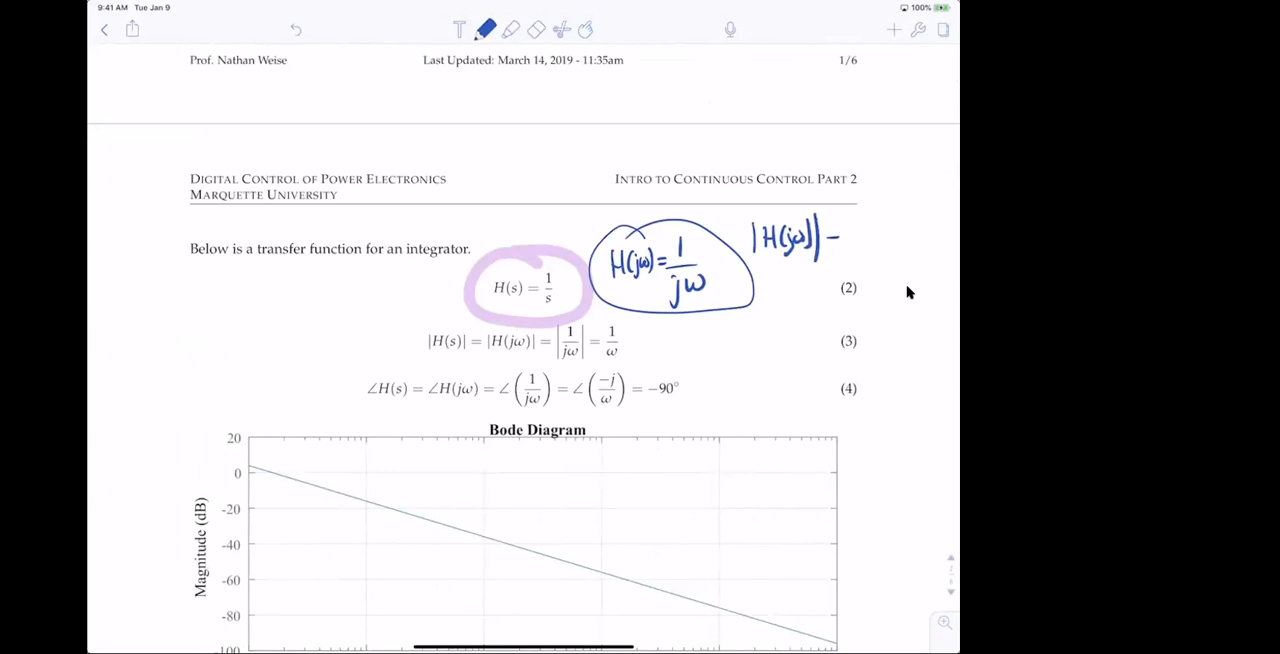 9:41 AM Tue Jan 9
100%
Prof. Nathan Weise Last Updated: March 14, 2019 - 11:35am 1/6
DIGITAL CONTROL OF POWER ELECTRONICS INTRO TO CONTINUOUS CONTROL PART 2
MARQUETTE UNIVERSITY
Below is a transfer function for an integrator.
H(jω) = 1/jω |H(jω)| –
H(s) = 1/s (2)
|H(s)| = |H(jω)| = |1/jω| = 1/ω (3)
∠H(s) = ∠H(jω) = ∠(1/jω) = ∠(−j/ω) = −90° (4)
Bode Diagram
20
0
-20
-40
-60
-80
-100
Magnitude (dB)